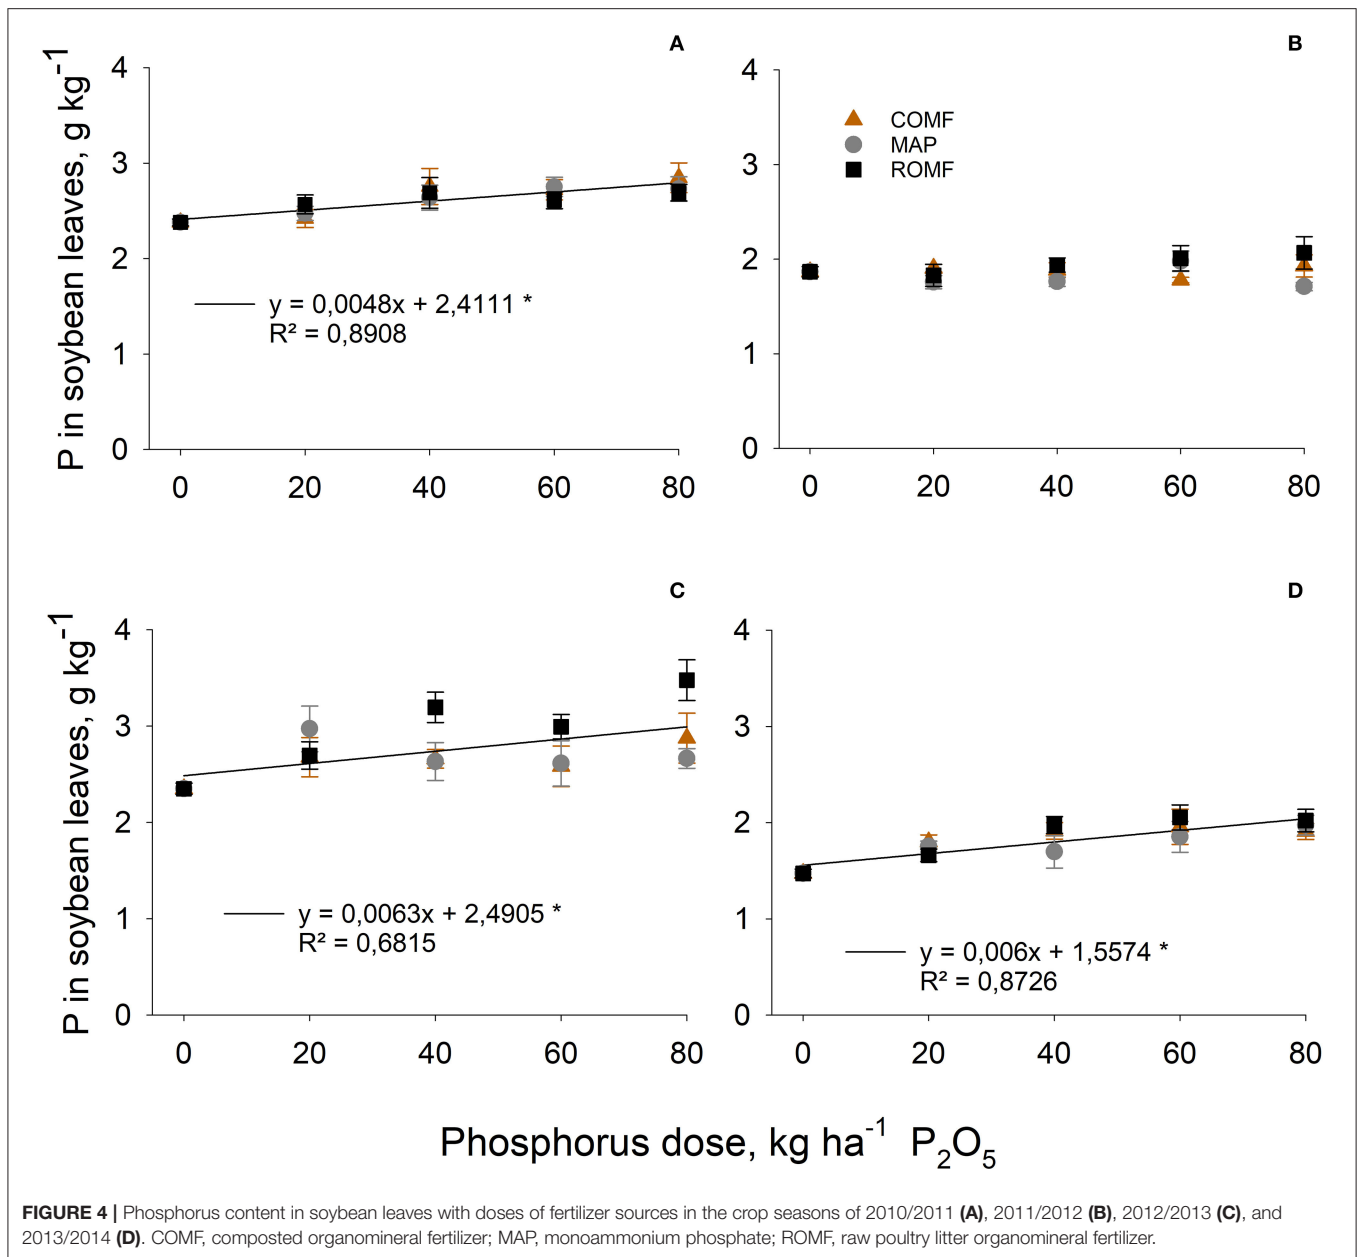 A
P in soybean leaves, g kg⁻¹
4
3
2
1
0
y = 0,0048x + 2,4111 *
R² = 0,8908
0 20 40 60 80
B
4
3
2
1
0
COMF
MAP
ROMF
0 20 40 60 80
C
P in soybean leaves, g kg⁻¹
4
3
2
1
0
y = 0,0063x + 2,4905 *
R² = 0,6815
0 20 40 60 80
D
4
3
2
1
0
y = 0,006x + 1,5574 *
R² = 0,8726
0 20 40 60 80
Phosphorus dose, kg ha⁻¹ P₂O₅
FIGURE 4 | Phosphorus content in soybean leaves with doses of fertilizer sources in the crop seasons of 2010/2011 (A), 2011/2012 (B), 2012/2013 (C), and
2013/2014 (D). COMF, composted organomineral fertilizer; MAP, monoammonium phosphate; ROMF, raw poultry litter organomineral fertilizer.